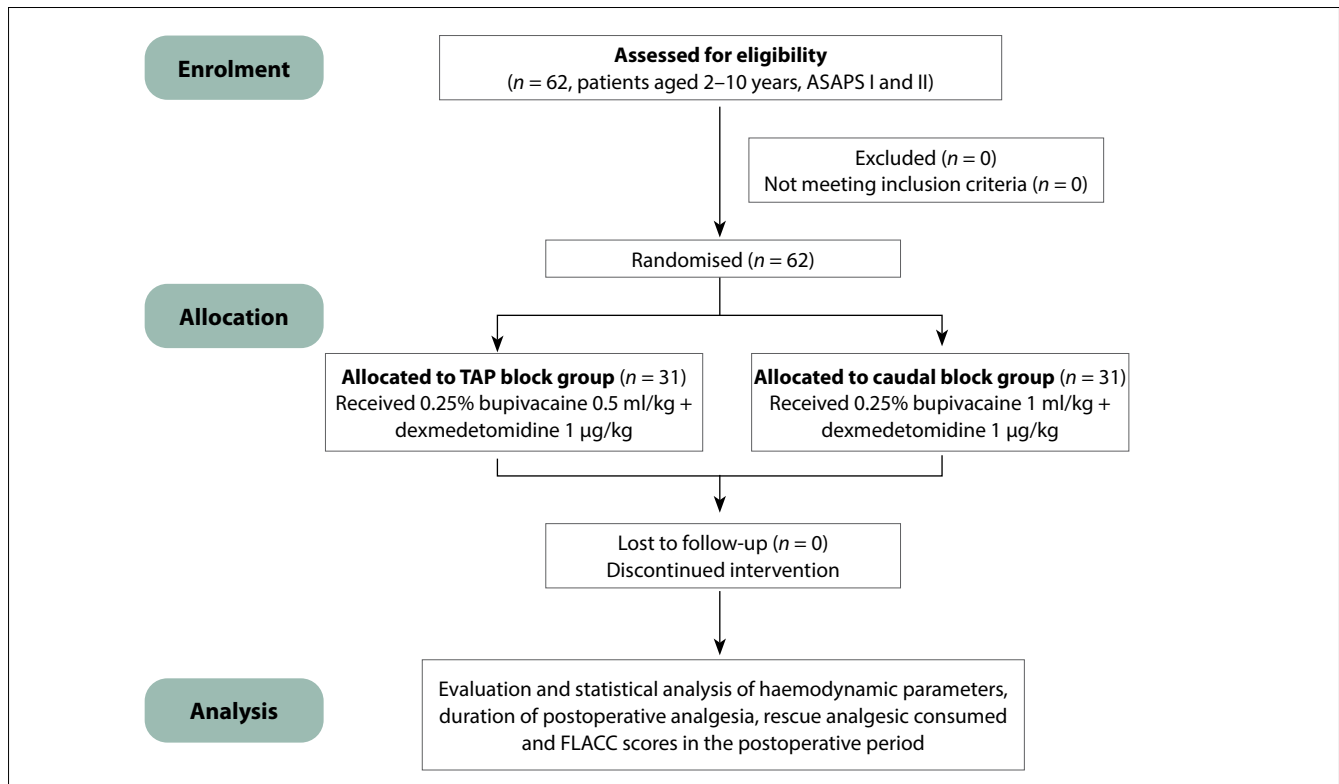 Enrolment
Assessed for eligibility
(n = 62, patients aged 2–10 years, ASAPS I and II)
Excluded (n = 0)
Not meeting inclusion criteria (n = 0)
Randomised (n = 62)
Allocation
Allocated to TAP block group (n = 31)
Received 0.25% bupivacaine 0.5 ml/kg +
dexmedetomidine 1 µg/kg
Allocated to caudal block group (n = 31)
Received 0.25% bupivacaine 1 ml/kg +
dexmedetomidine 1 µg/kg
Lost to follow-up (n = 0)
Discontinued intervention
Analysis
Evaluation and statistical analysis of haemodynamic parameters,
duration of postoperative analgesia, rescue analgesic consumed
and FLACC scores in the postoperative period